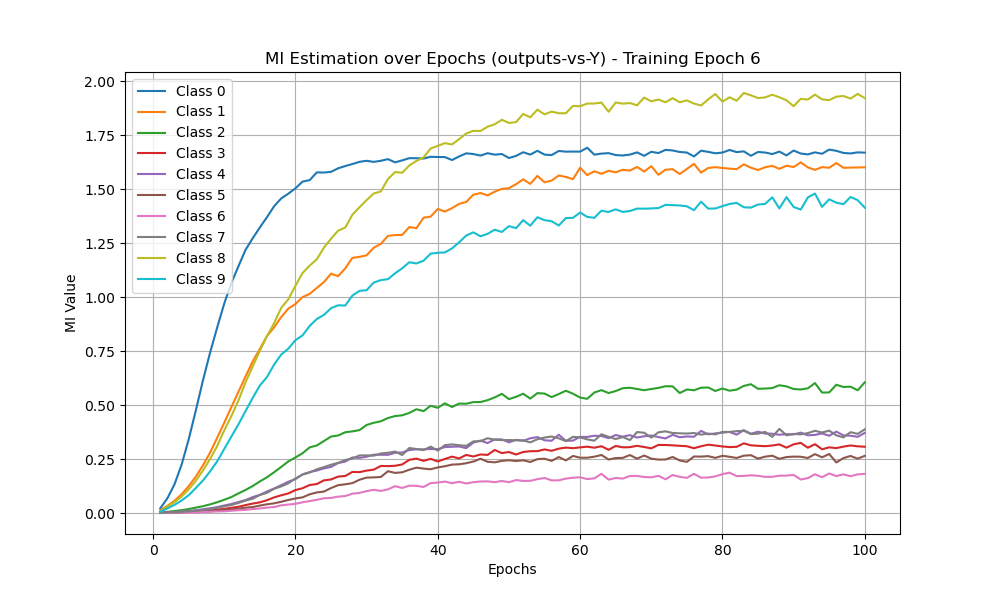 MI Estimation over Epochs (outputs-vs-Y) - Training Epoch 6
MI Value
2.00
1.75
1.50
1.25
1.00
0.75
0.50
0.25
0.00
Class 0
Class 1
Class 2
Class 3
Class 4
Class 5
Class 6
Class 7
Class 8
Class 9
0 20 40 60 80 100
Epochs